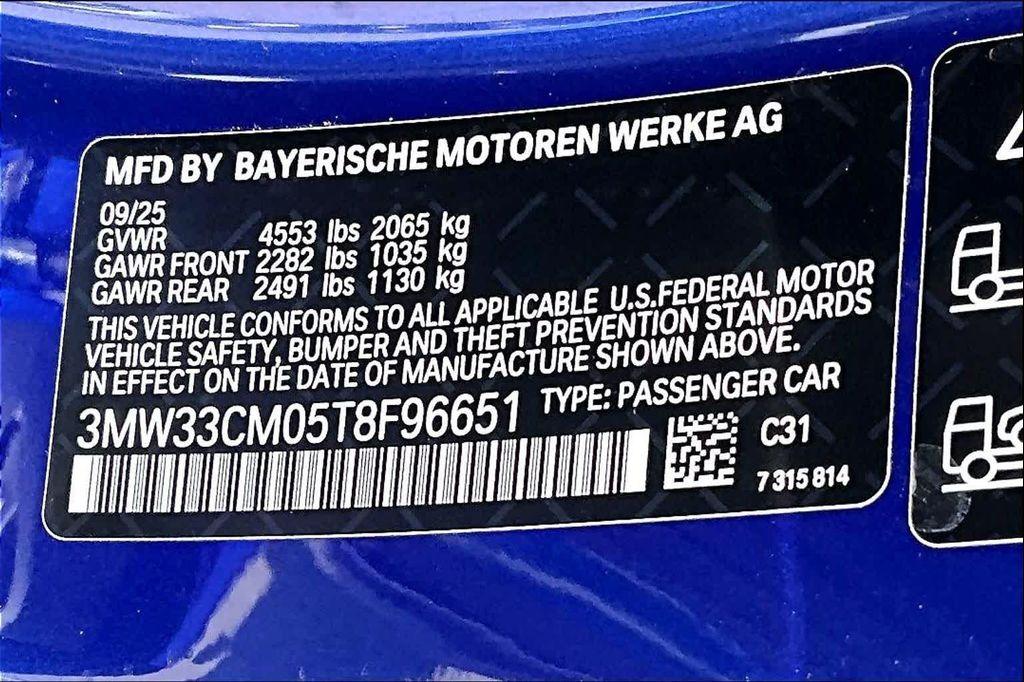 MFD BY BAYERISCHE MOTOREN WERKE AG
09/25
GVWR 4553 lbs 2065 kg
GAWR FRONT 2282 lbs 1035 kg
GAWR REAR 2491 lbs 1130 kg
THIS VEHICLE CONFORMS TO ALL APPLICABLE U.S.FEDERAL MOTOR
VEHICLE SAFETY, BUMPER AND THEFT PREVENTION STANDARDS
IN EFFECT ON THE DATE OF MANUFACTURE SHOWN ABOVE.
3MW33CM05T8F96651 TYPE: PASSENGER CAR
C31
7 315 814